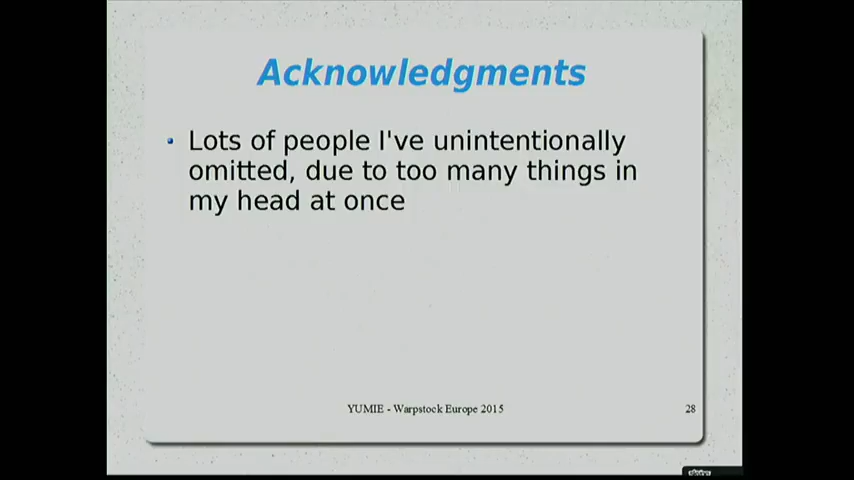 Acknowledgments
Lots of people I've unintentionally
omitted, due to too many things in
my head at once
YUMIE - Warpstock Europe 2015
28